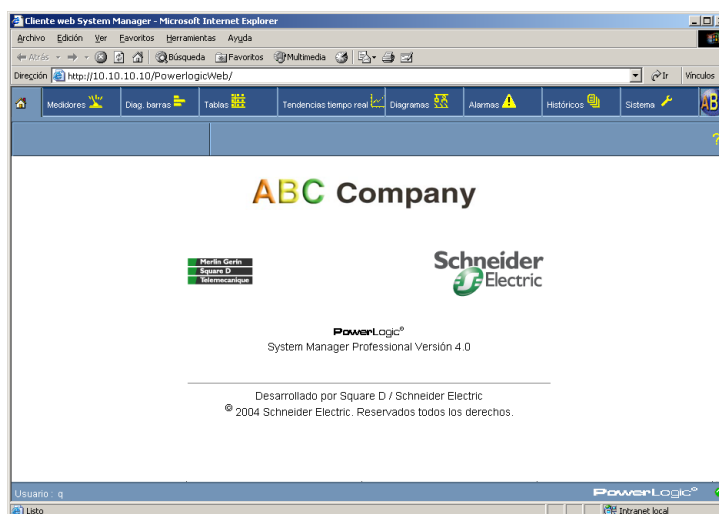 Cliente web System Manager - Microsoft Internet Explorer
Archivo Edición Ver Favoritos Herramientas Ayuda
Atrás Búsqueda Favoritos Multimedia
Dirección http://10.10.10.10/PowerlogicWeb/ Ir Vínculos
Medidores Diag. barras Tablas Tendencias tiempo real Diagramas Alarmas Históricos Sistema AB
?
ABC Company
Merlin Gerin
Square D
Telemecanique
Schneider
Electric
PowerLogic®
System Manager Professional Versión 4.0
Desarrollado por Square D / Schneider Electric
© 2004 Schneider Electric. Reservados todos los derechos.
Usuario : q PowerLogic®
Listo Intranet local